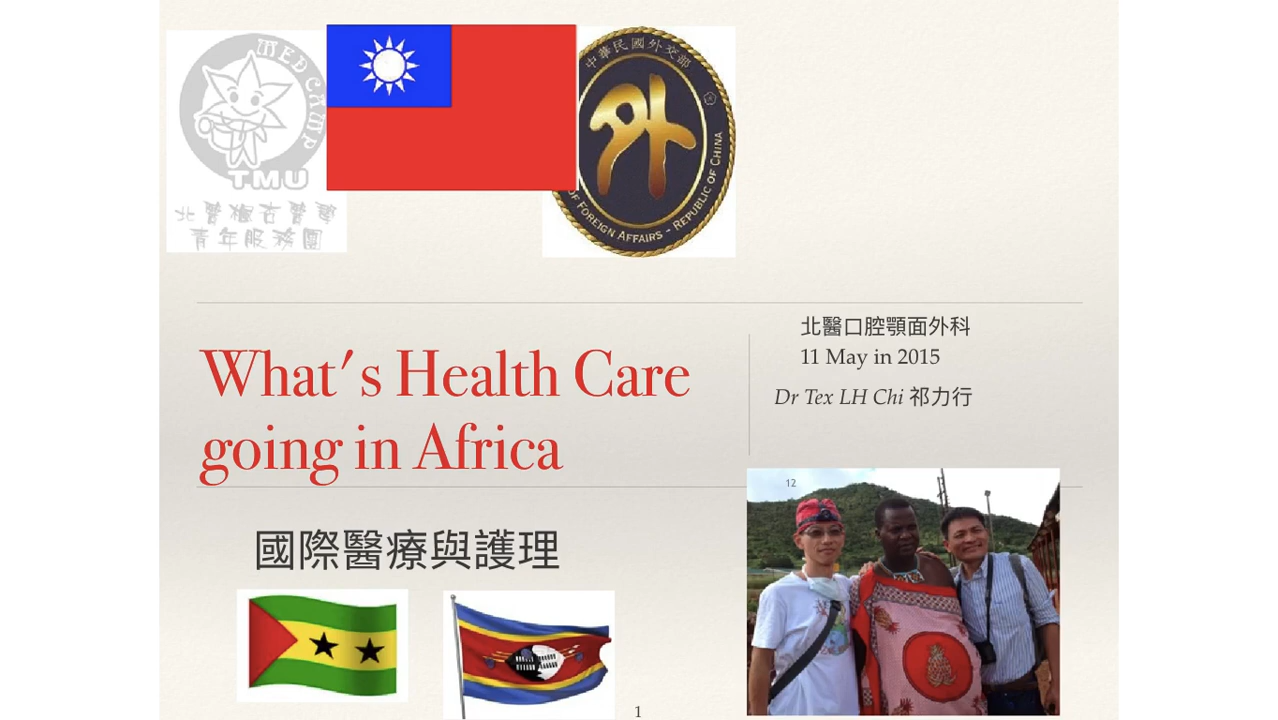 MED CAMP
TMU
北醫楓杏醫學
青年服務團
中華民國外交部
外
OF FOREIGN AFFAIRS - REPUBLIC OF CHINA
北醫口腔顎面外科
11 May in 2015
Dr Tex LH Chi 祁力行
What's Health Care
going in Africa
12
國際醫療與護理
1